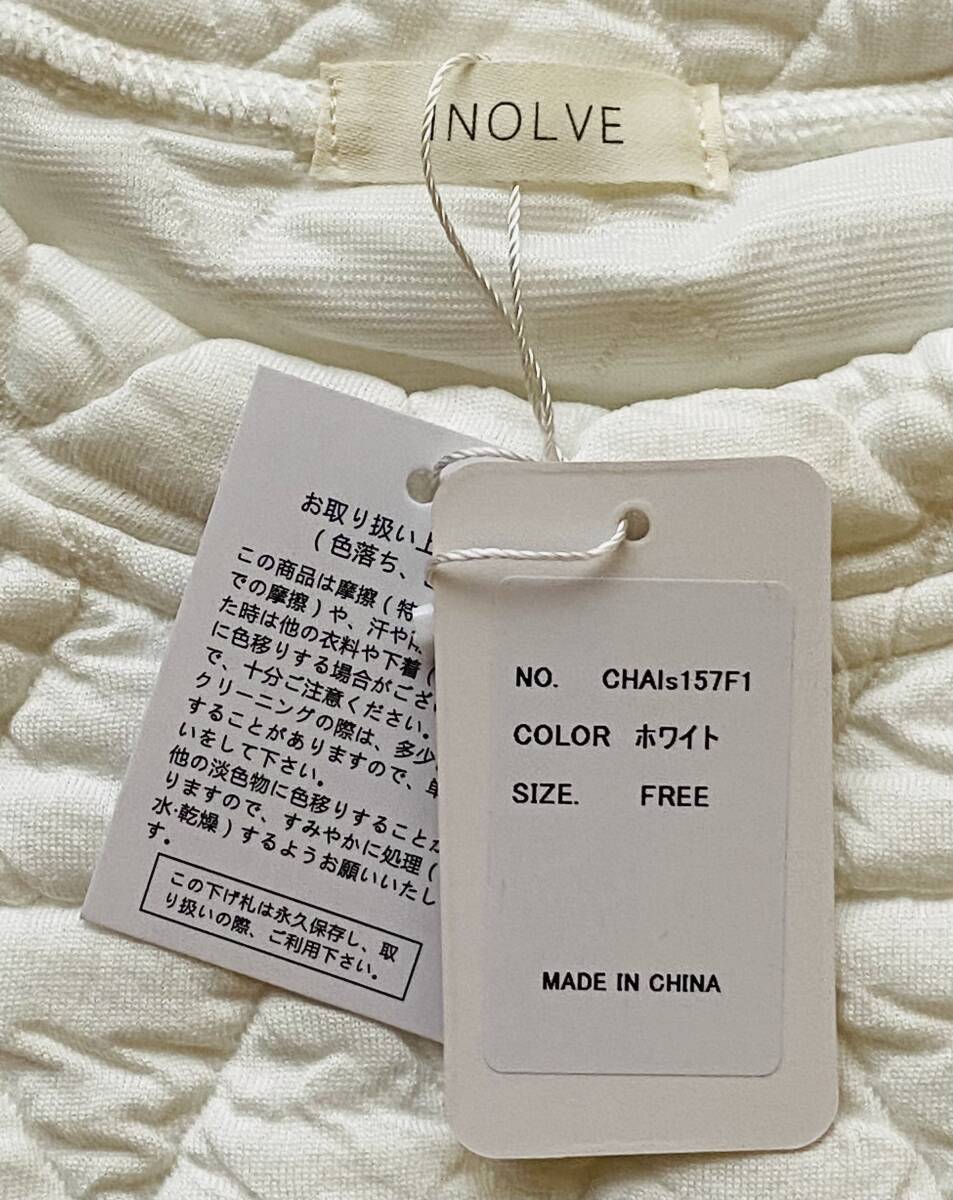 INOLVE
お取り扱い上
(色落ち、
この商品は摩擦(特
での摩擦)や、汗や
た時は他の衣料や下着(
に色移りする場合がござ
で、十分ご注意ください。
クリーニングの際は、多少
することがありますので、単
いをして下さい。
他の淡色物に色移りすることが
りますので、すみやかに処理(
水・乾燥)するようお願いいたし
す。
この下げ札は永久保存し、取
り扱いの際、ご利用下さい。
NO. CHAIs157F1
COLOR ホワイト
SIZE. FREE
MADE IN CHINA